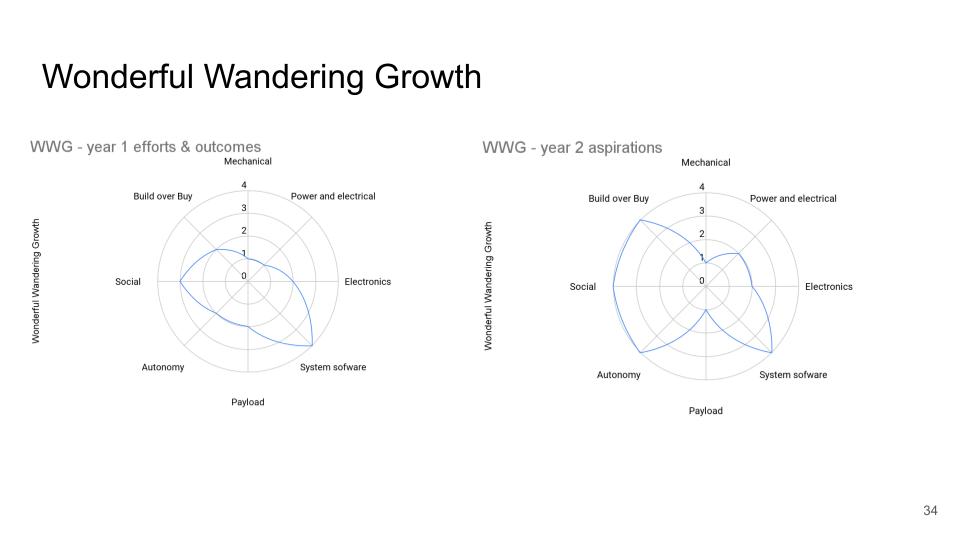 Wonderful Wandering Growth
WWG - year 1 efforts & outcomes
Mechanical
4
Build over Buy
Power and electrical
3
2
1
0
Wonderful Wandering Growth
Social
Electronics
Autonomy
System sofware
Payload
WWG - year 2 aspirations
Mechanical
4
Build over Buy
Power and electrical
3
2
1
0
Wonderful Wandering Growth
Social
Electronics
Autonomy
System sofware
Payload
34